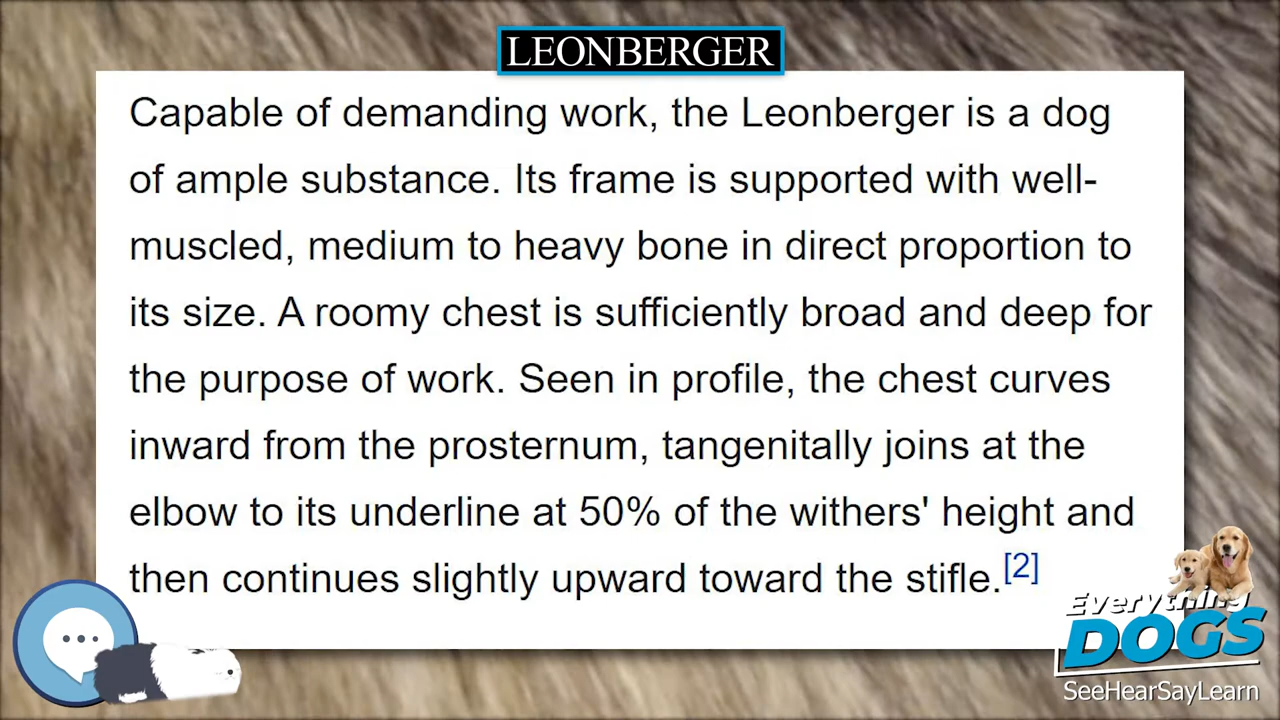 LEONBERGER
Capable of demanding work, the Leonberger is a dog
of ample substance. Its frame is supported with well-
muscled, medium to heavy bone in direct proportion to
its size. A roomy chest is sufficiently broad and deep for
the purpose of work. Seen in profile, the chest curves
inward from the prosternum, tangenitally joins at the
elbow to its underline at 50% of the withers' height and
then continues slightly upward toward the stifle.[2]
Everything
DOGS
SeeHearSayLearn